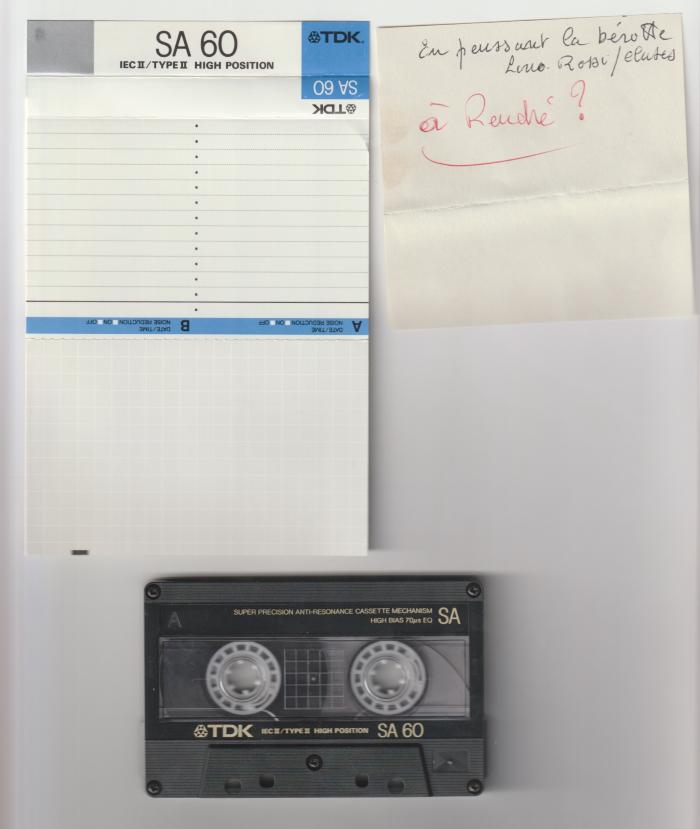 SA 60
IEC II/TYPE II HIGH POSITION
TDK
SA 60
TDK
B
DATE/TIME
NOISE REDUCTION ON OFF
A
DATE/TIME
NOISE REDUCTION ON OFF
En poussant la bérotte
Lino Rossi/cluses
à Rendre ?
A
SUPER PRECISION ANTI-RESONANCE CASSETTE MECHANISM
HIGH BIAS 70µs EQ SA
TDK IEC II/TYPE II HIGH POSITION SA 60